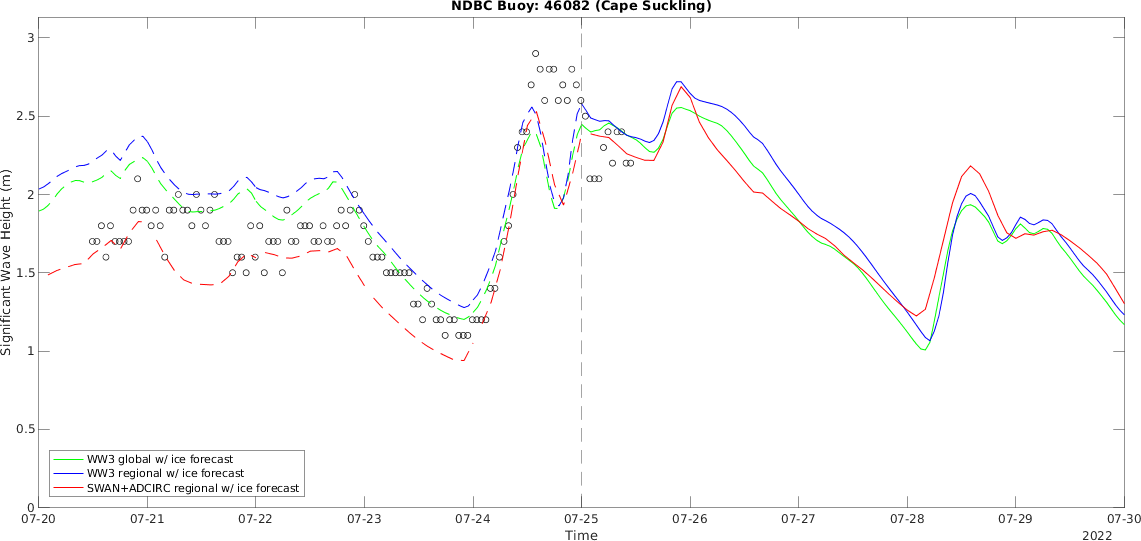 NDBC Buoy: 46082 (Cape Suckling)
Significant Wave Height (m)
3
2.5
2
1.5
1
0.5
0
WW3 global w/ ice forecast
WW3 regional w/ ice forecast
SWAN+ADCIRC regional w/ ice forecast
07-20 07-21 07-22 07-23 07-24 07-25 07-26 07-27 07-28 07-29 07-30
Time
2022